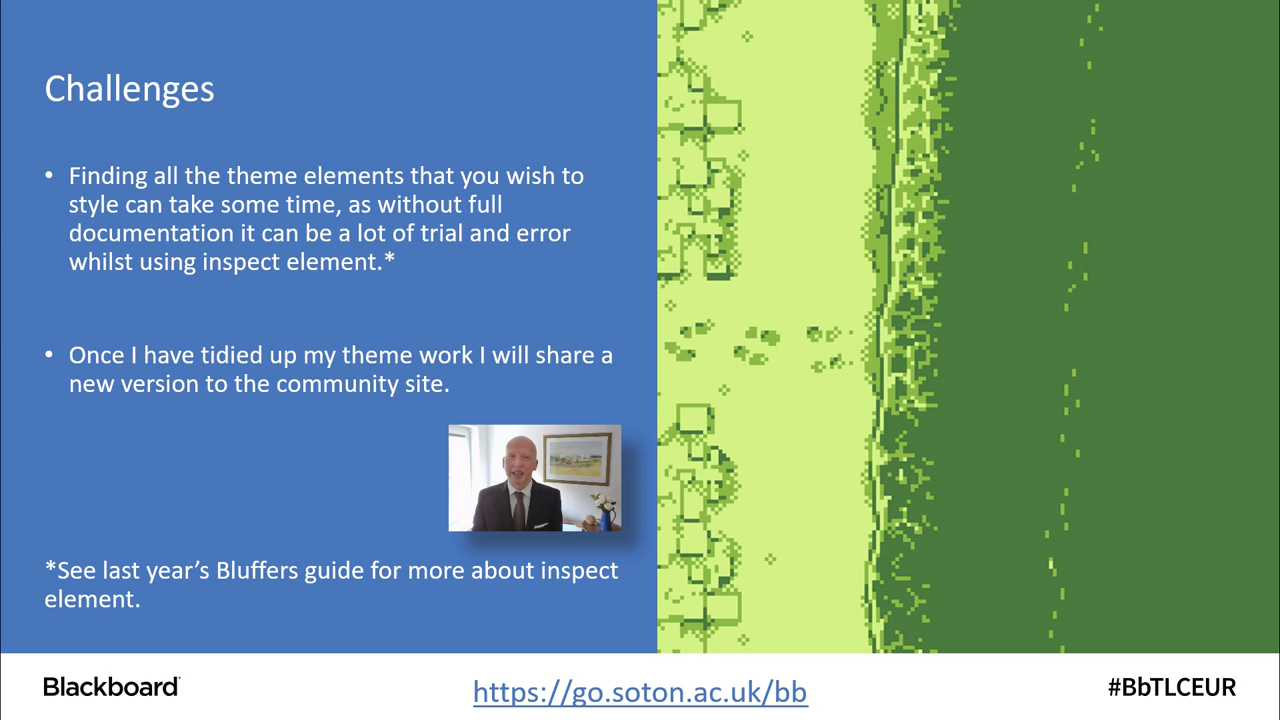 Challenges
• Finding all the theme elements that you wish to
style can take some time, as without full
documentation it can be a lot of trial and error
whilst using inspect element.*
• Once I have tidied up my theme work I will share a
new version to the community site.
*See last year’s Bluffers guide for more about inspect
element.
Blackboard
https://go.soton.ac.uk/bb
#BbTLCEUR